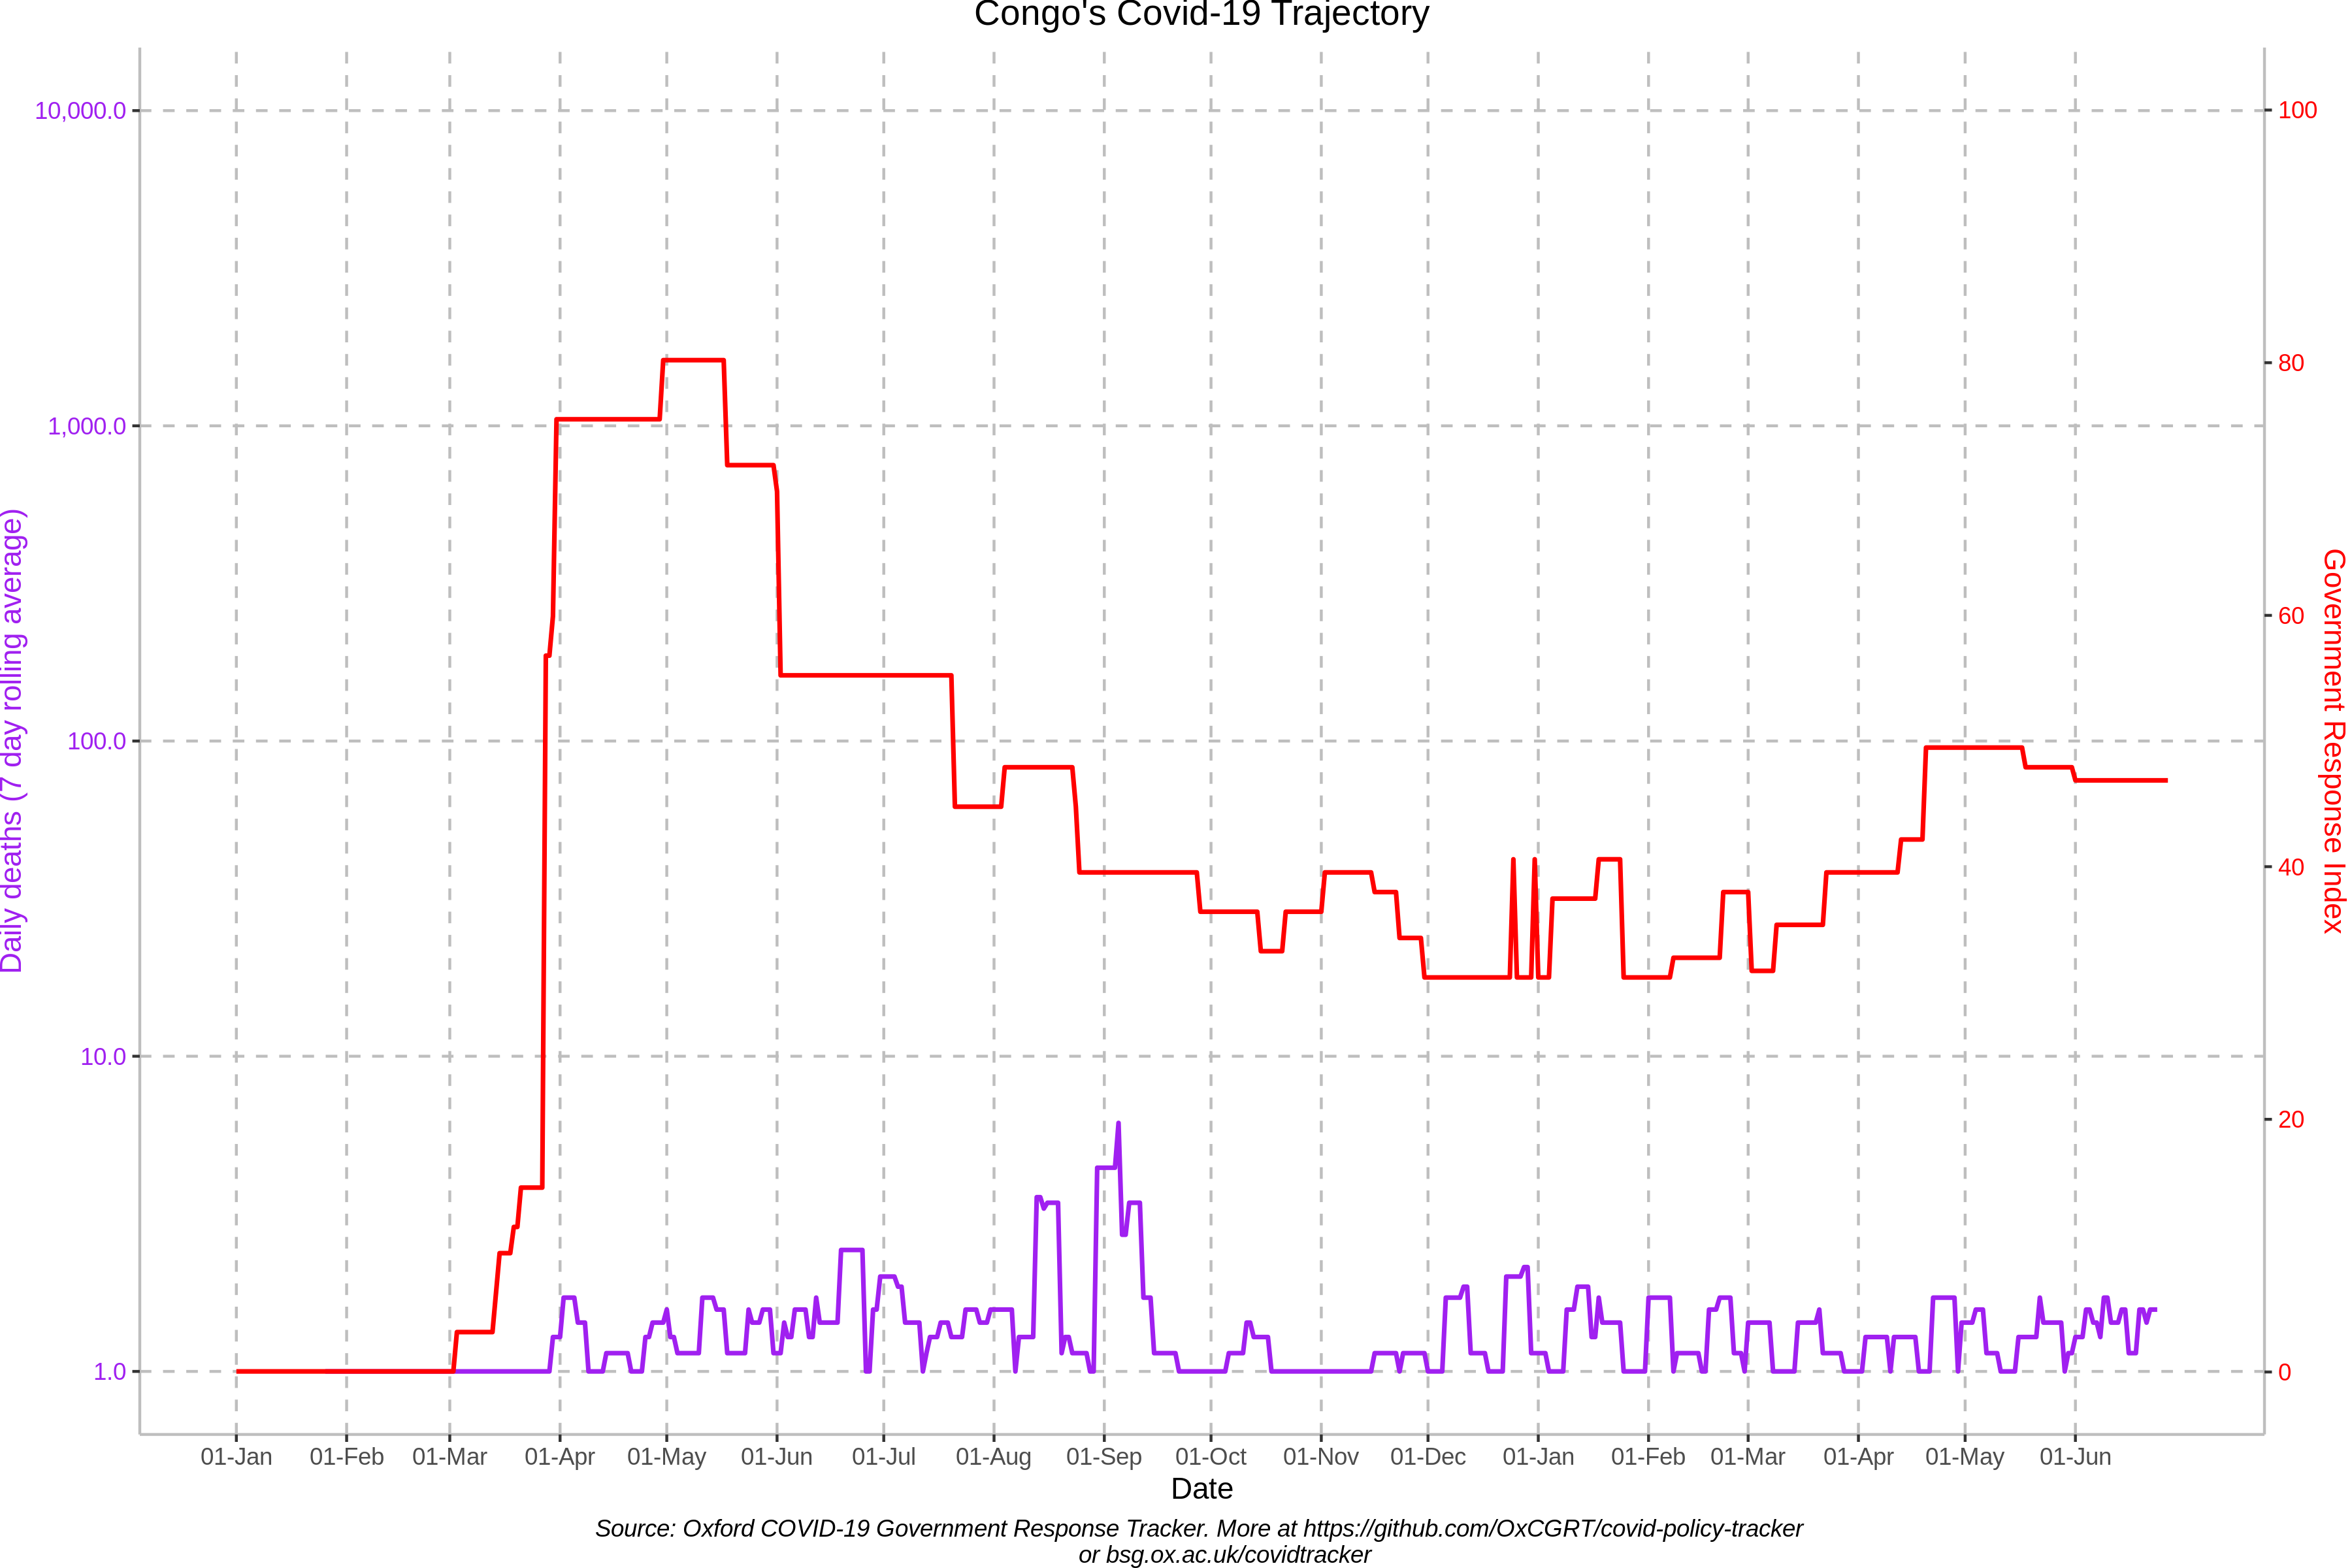 Congo's Covid-19 Trajectory
10,000.0
1,000.0
100.0
10.0
1.0
Daily deaths (7 day rolling average)
100
80
60
40
20
0
Government Response Index
01-Jan 01-Feb 01-Mar 01-Apr 01-May 01-Jun 01-Jul 01-Aug 01-Sep 01-Oct 01-Nov 01-Dec 01-Jan 01-Feb 01-Mar 01-Apr 01-May 01-Jun
Date
Source: Oxford COVID-19 Government Response Tracker. More at https://github.com/OxCGRT/covid-policy-tracker
or bsg.ox.ac.uk/covidtracker